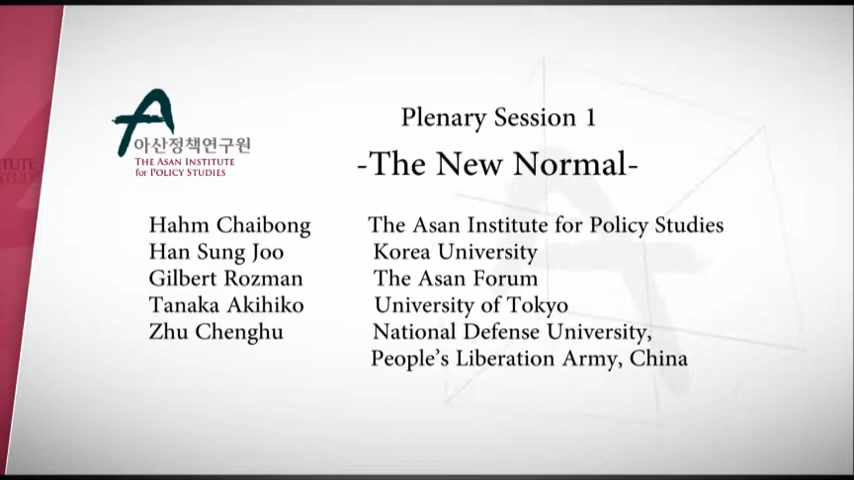 Plenary Session 1
아산정책연구원
THE ASAN INSTITUTE
for POLICY STUDIES
-The New Normal-
Hahm Chaibong The Asan Institute for Policy Studies
Han Sung Joo Korea University
Gilbert Rozman The Asan Forum
Tanaka Akihiko University of Tokyo
Zhu Chenghu National Defense University,
People's Liberation Army, China